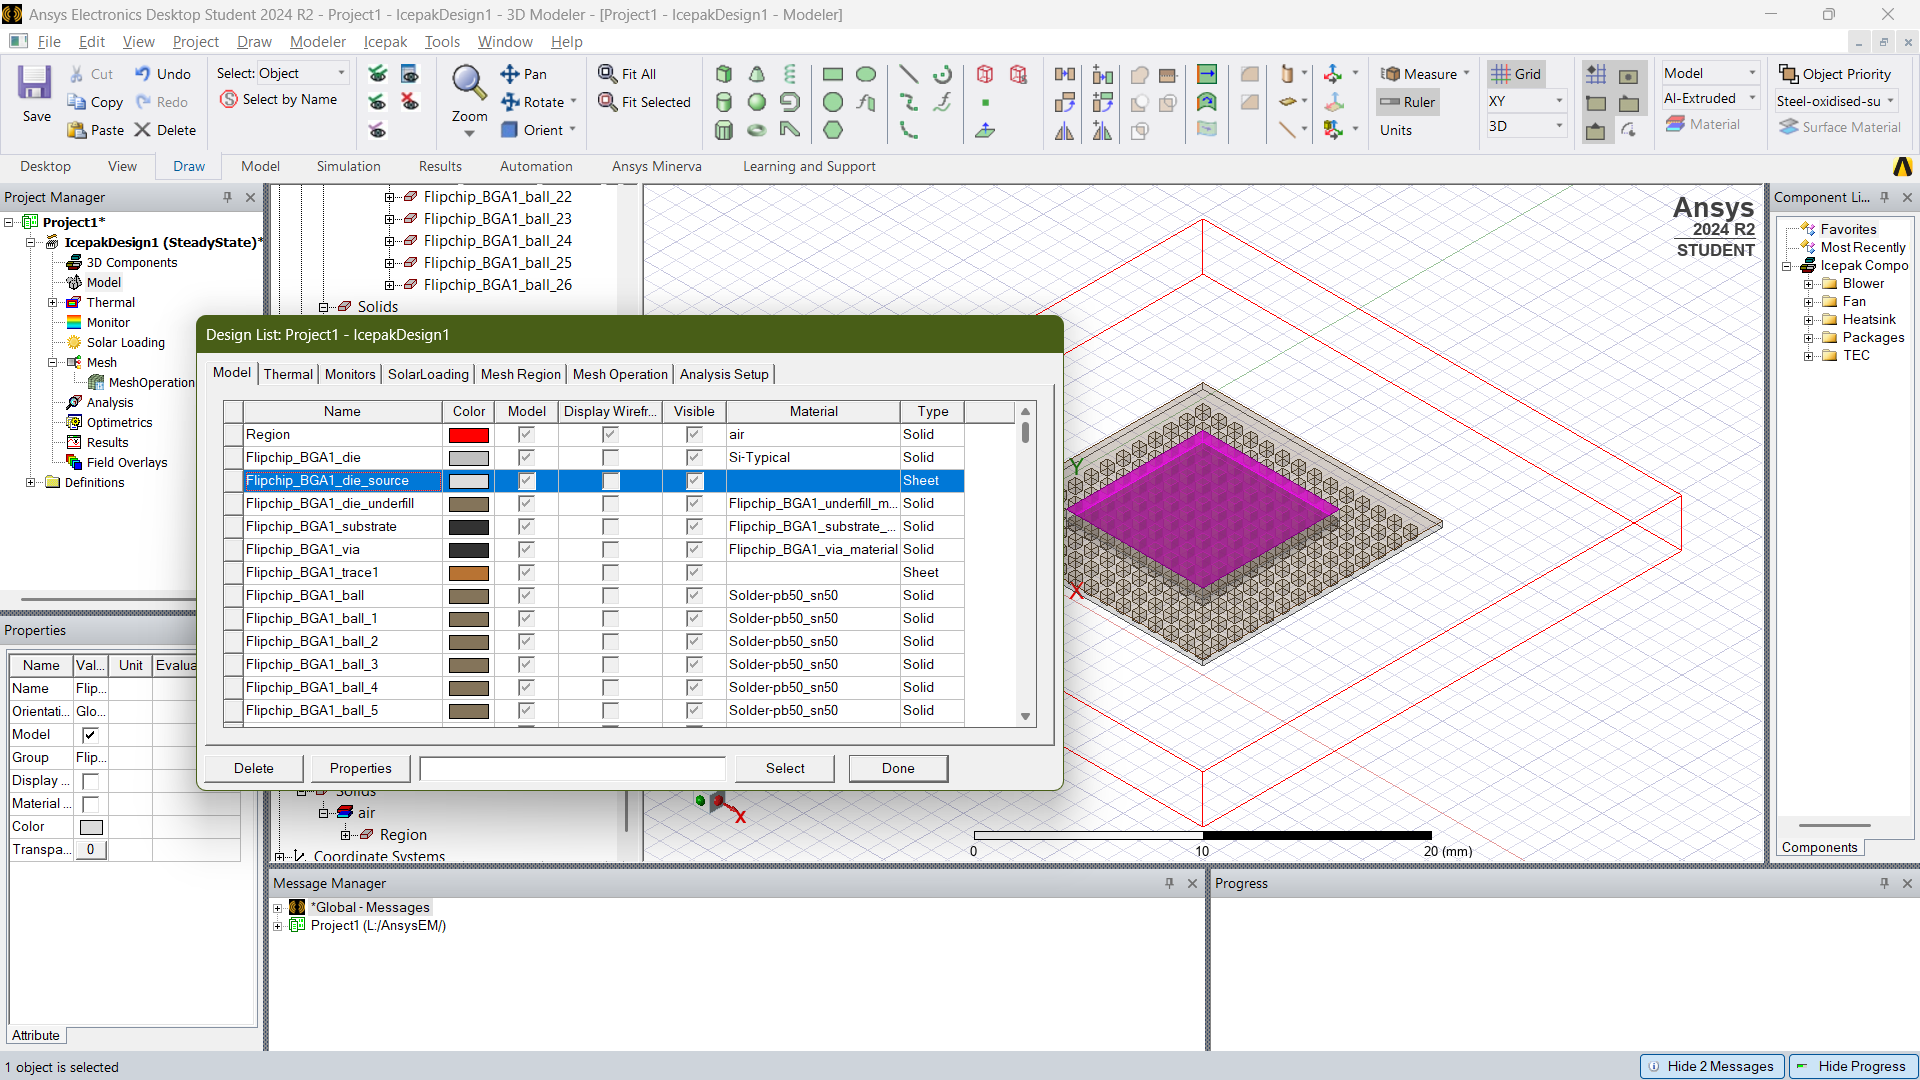 Ansys Electronics Desktop Student 2024 R2 - Project1 - IcepakDesign1 - 3D Modeler - [Project1 - IcepakDesign1 - Modeler]
File Edit View Project Draw Modeler Icepak Tools Window Help
Save
Cut
Copy
Paste
Undo
Redo
Delete
Select: Object
Select by Name
Zoom
Pan
Rotate
Orient
Fit All
Fit Selected
Measure
Ruler
Units
Grid
XY
3D
Model
Al-Extruded
Material
Object Priority
Steel-oxidised-su
Surface Material
Desktop View Draw Model Simulation Results Automation Ansys Minerva Learning and Support
Project Manager
Project1*
IcepakDesign1 (SteadyState)*
3D Components
Model
Thermal
Monitor
Solar Loading
Mesh
MeshOperation
Analysis
Optimetrics
Results
Field Overlays
Definitions
Flipchip_BGA1_ball_22
Flipchip_BGA1_ball_23
Flipchip_BGA1_ball_24
Flipchip_BGA1_ball_25
Flipchip_BGA1_ball_26
Solids
Design List: Project1 - IcepakDesign1
Model Thermal Monitors SolarLoading Mesh Region Mesh Operation Analysis Setup
Name Color Model Display Wirefr... Visible Material Type
Region air Solid
Flipchip_BGA1_die Si-Typical Solid
Flipchip_BGA1_die_source Sheet
Flipchip_BGA1_die_underfill Flipchip_BGA1_underfill_m... Solid
Flipchip_BGA1_substrate Flipchip_BGA1_substrate_... Solid
Flipchip_BGA1_via Flipchip_BGA1_via_material Solid
Flipchip_BGA1_trace1 Sheet
Flipchip_BGA1_ball Solder-pb50_sn50 Solid
Flipchip_BGA1_ball_1 Solder-pb50_sn50 Solid
Flipchip_BGA1_ball_2 Solder-pb50_sn50 Solid
Flipchip_BGA1_ball_3 Solder-pb50_sn50 Solid
Flipchip_BGA1_ball_4 Solder-pb50_sn50 Solid
Flipchip_BGA1_ball_5 Solder-pb50_sn50 Solid
Delete Properties Select Done
Solids
air
Region
Coordinate Systems
Properties
Name Val... Unit Evalua
Name Flip...
Orientati... Glo...
Model
Group Flip...
Display ...
Material ...
Color
Transpa... 0
Attribute
Ansys
2024 R2
STUDENT
Y
X
X
0 10 20 (mm)
Component Li...
Favorites
Most Recently
Icepak Compo
Blower
Fan
Heatsink
Packages
TEC
Components
Message Manager
*Global - Messages
Project1 (L:/AnsysEM/)
Progress
1 object is selected
Hide 2 Messages
Hide Progress